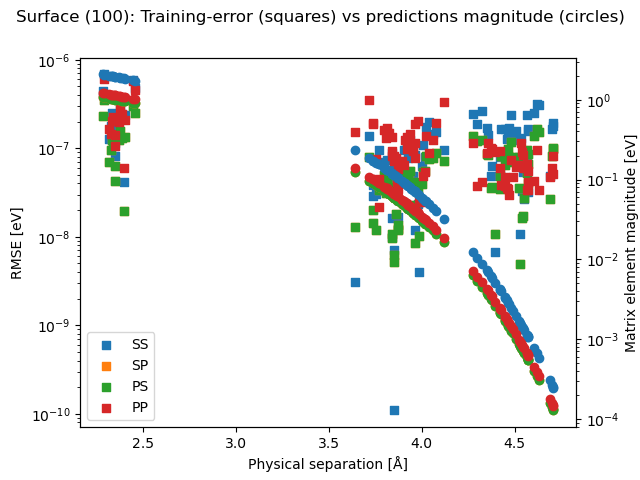 Surface (100): Training-error (squares) vs predictions magnitude (circles)
10⁻⁶
10⁻⁷
10⁻⁸
10⁻⁹
10⁻¹⁰
RMSE [eV]
SS
SP
PS
PP
10⁰
10⁻¹
10⁻²
10⁻³
10⁻⁴
Matrix element magnitude [eV]
2.5 3.0 3.5 4.0 4.5
Physical separation [Å]